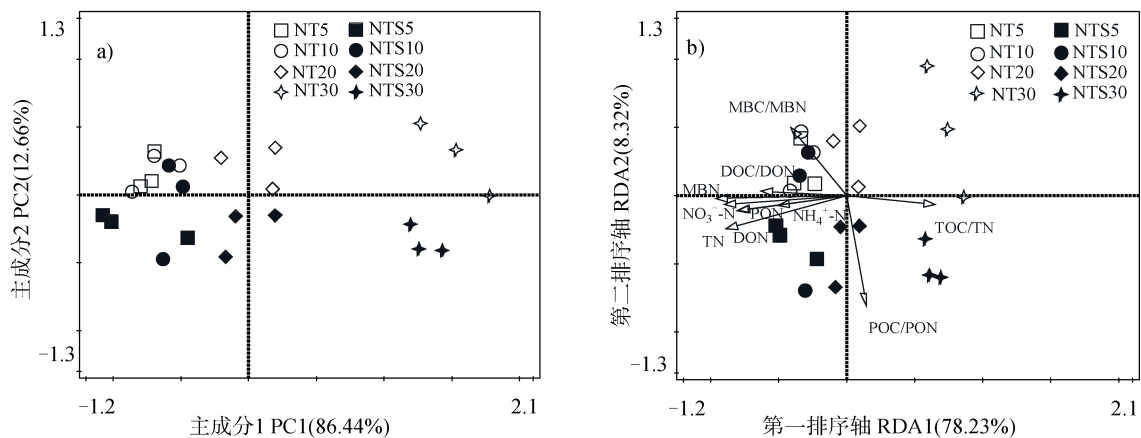 1.3
a)
NT5 NTS5
NT10 NTS10
NT20 NTS20
NT30 NTS30
主成分2 PC2(12.66%)
−1.3
−1.2
2.1
主成分1 PC1(86.44%)
1.3
b)
NT5 NTS5
NT10 NTS10
NT20 NTS20
NT30 NTS30
第二排序轴 RDA2(8.32%)
MBC/MBN
DOC/DON
MBN
NO₃⁻-N PON NH₄⁺-N
TN DON
TOC/TN
POC/PON
−1.3
−1.2
2.1
第一排序轴 RDA1(78.23%)